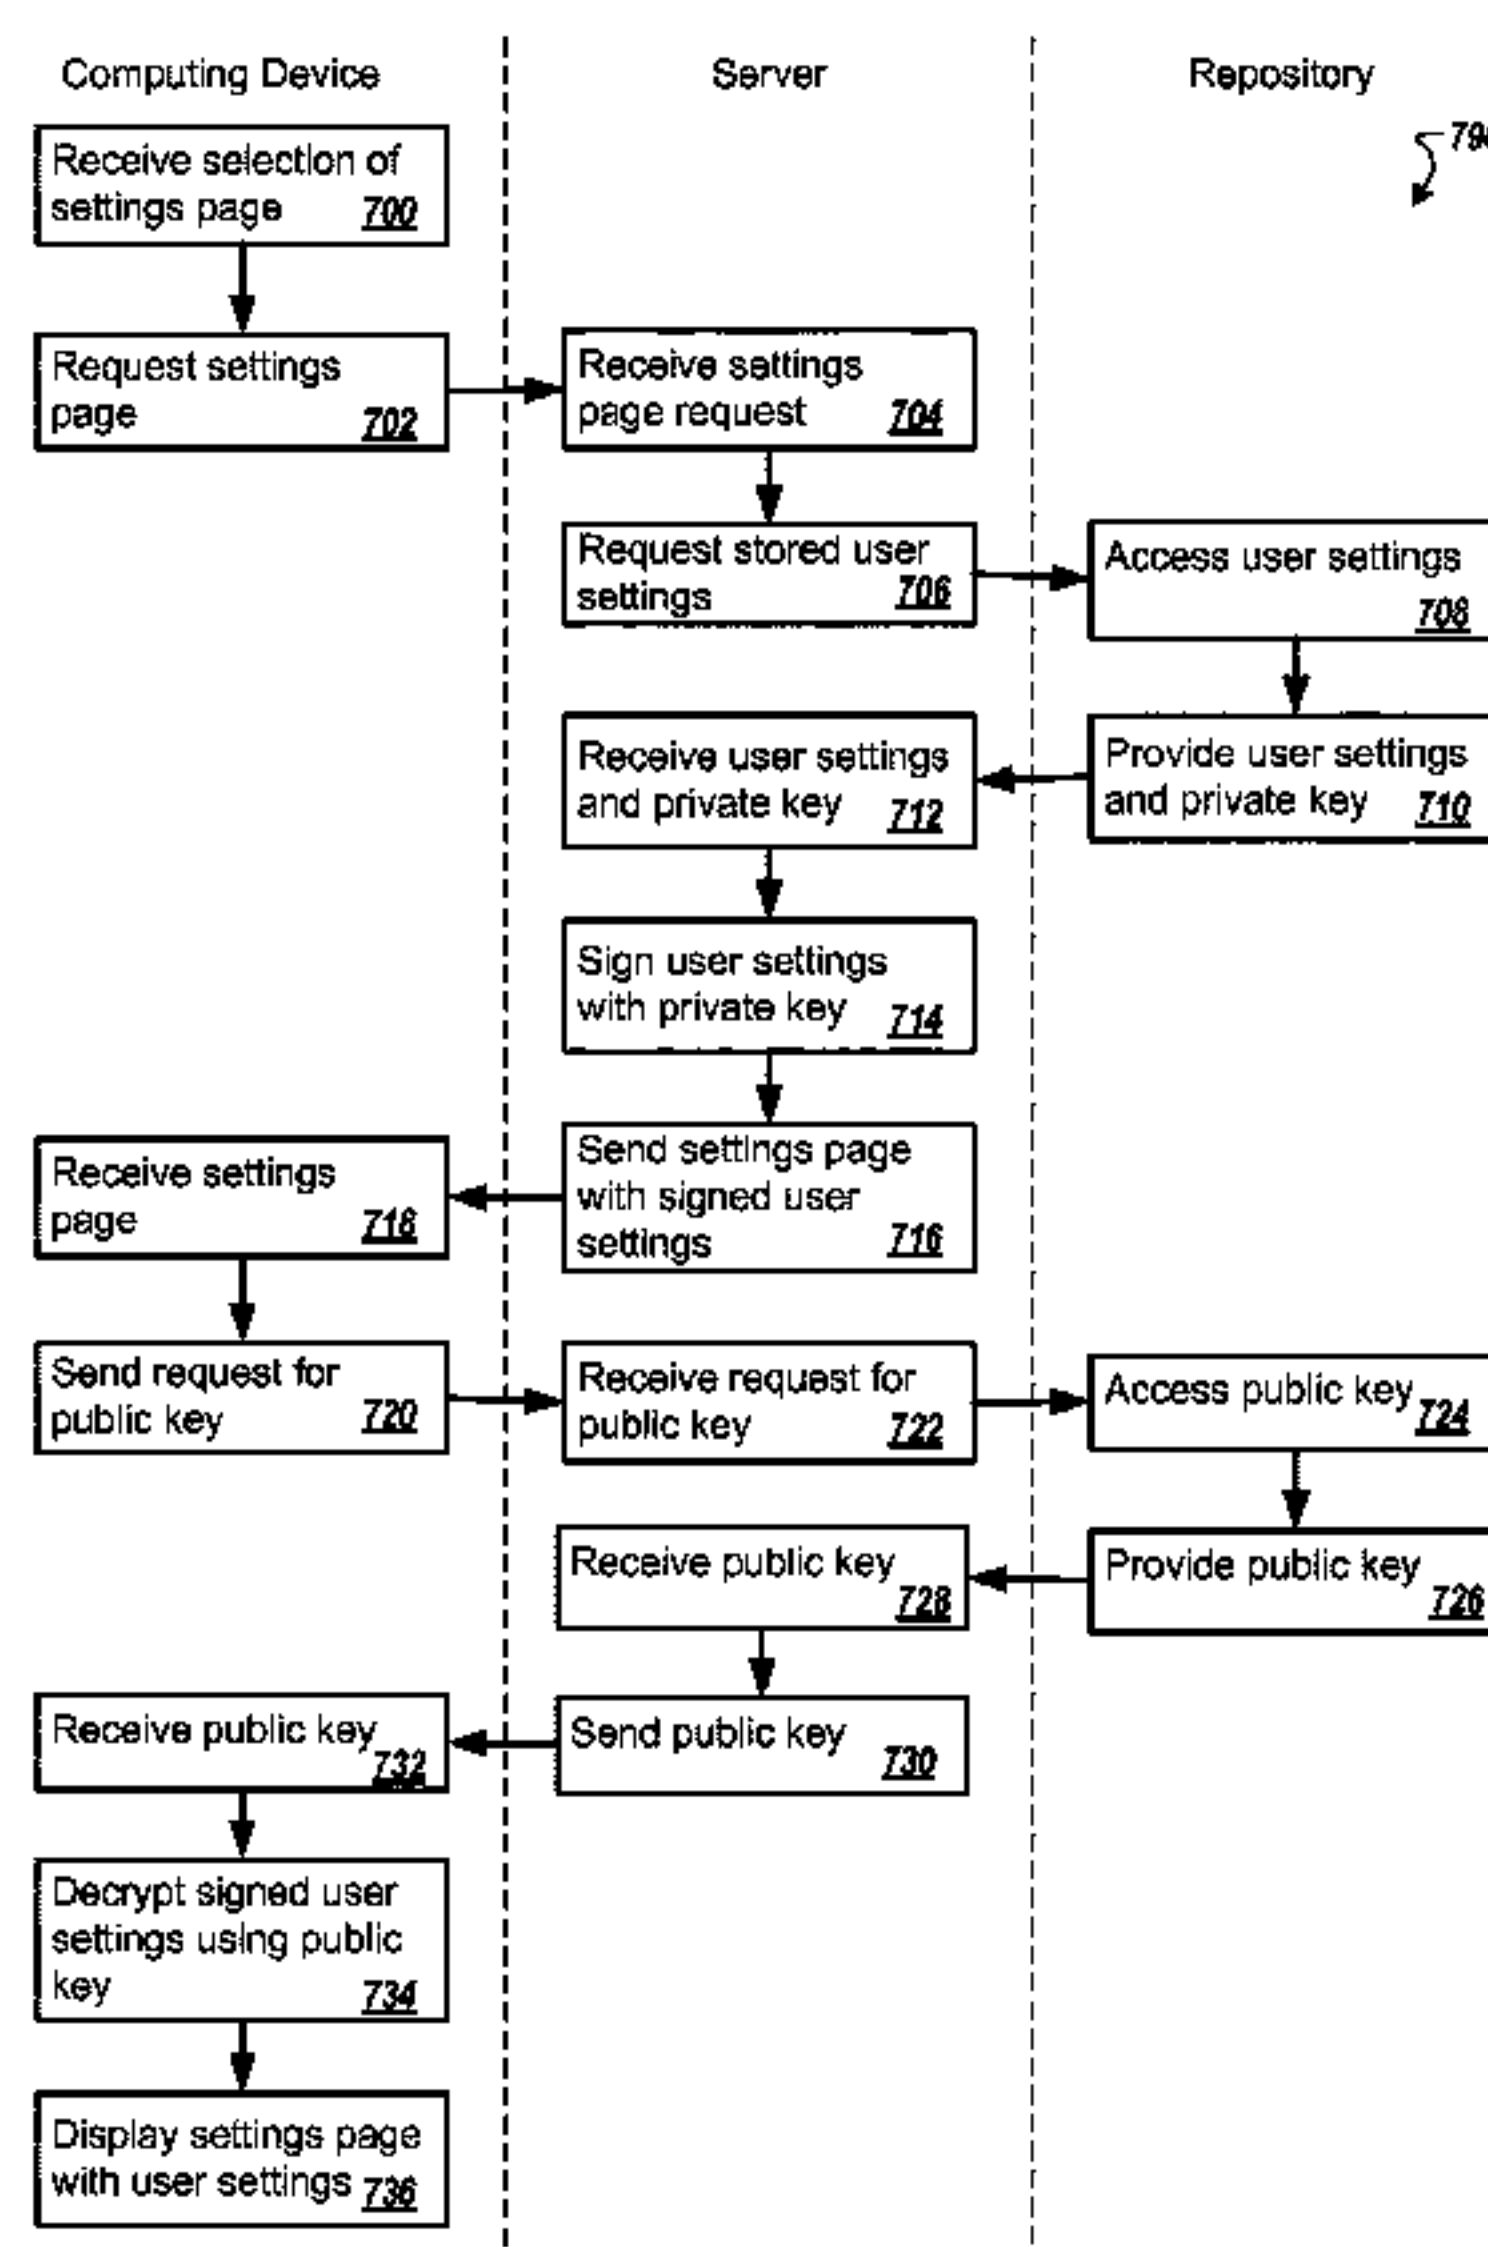 Computing Device
Server
Repository
Receive selection of
settings page 700
Request settings
page 702
Receive settings
page request 704
Request stored user
settings 706
Access user settings
708
Provide user settings
and private key 710
Receive user settings
and private key 712
Sign user settings
with private key 714
Send settings page
with signed user
settings 716
Receive settings
page 718
Send request for
public key 720
Receive request for
public key 722
Access public key 724
Provide public key
726
Receive public key
728
Send public key 730
Receive public key
732
Decrypt signed user
settings using public
key 734
Display settings page
with user settings 736